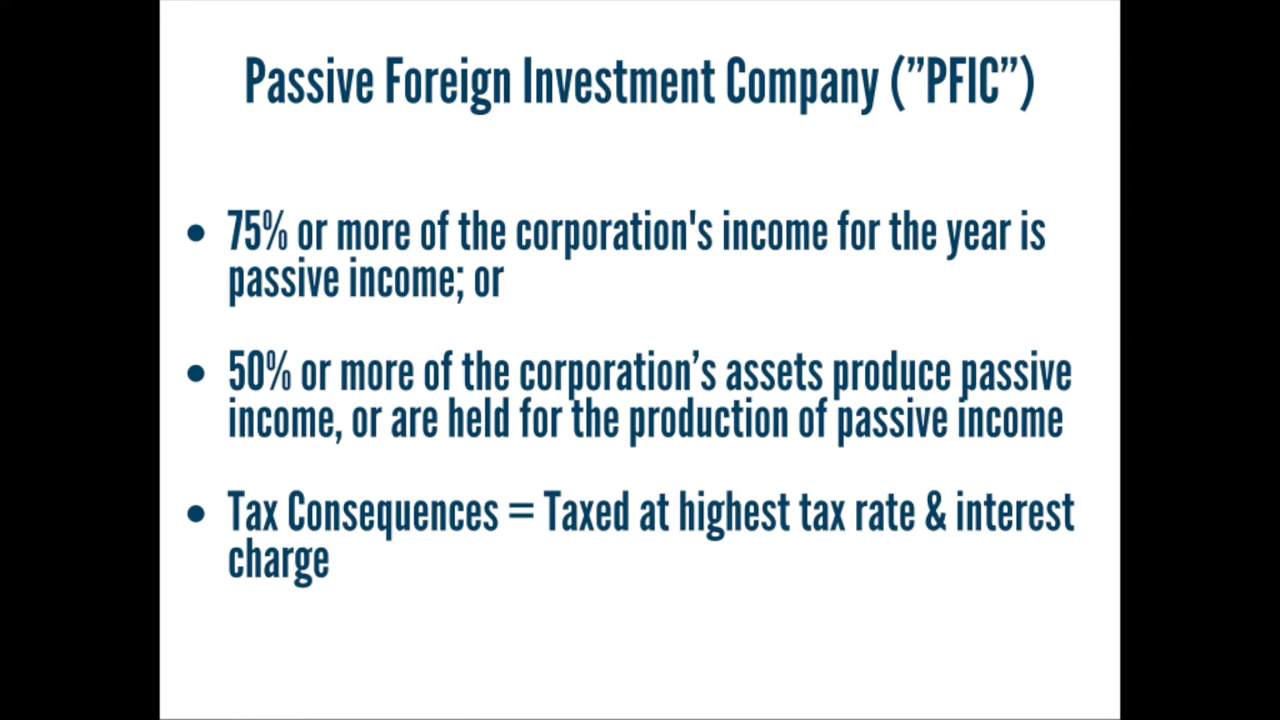 Passive Foreign Investment Company (”PFIC”)
• 75% or more of the corporation's income for the year is
passive income; or
• 50% or more of the corporation’s assets produce passive
income, or are held for the production of passive income
• Tax Consequences = Taxed at highest tax rate & interest
charge